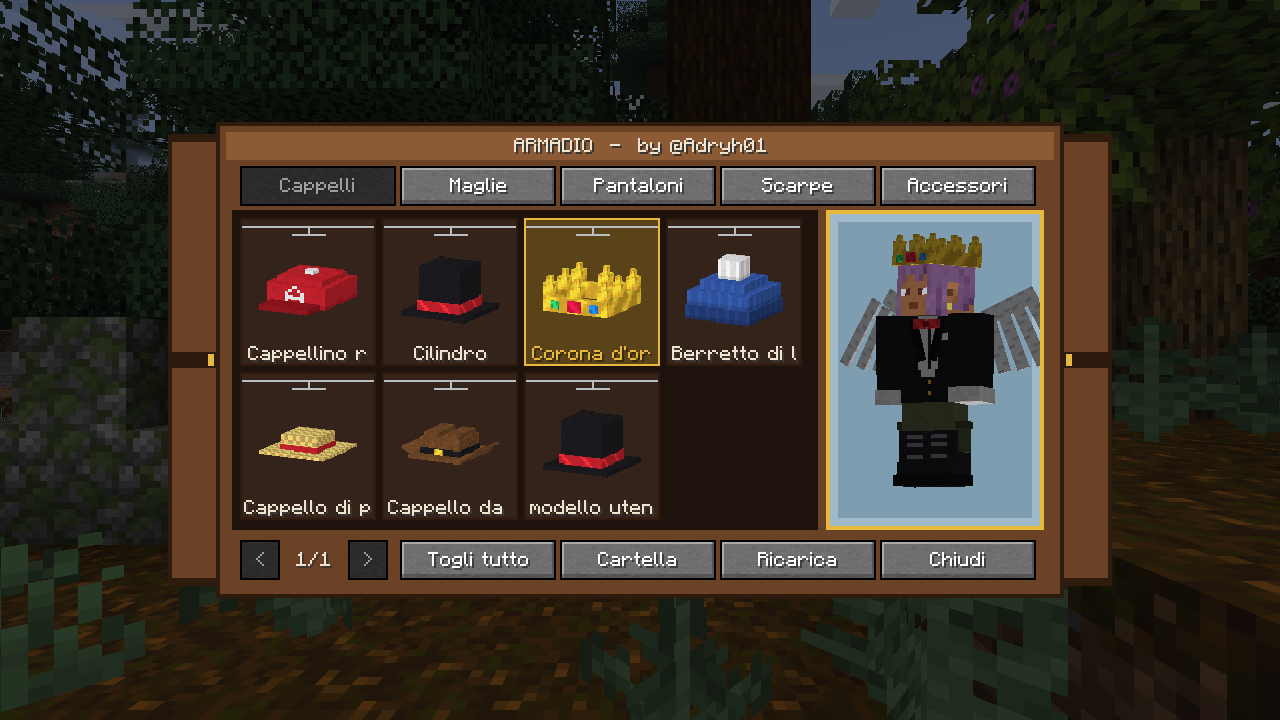 ARMADIO - by @Adryh01
Cappelli
Maglie
Pantaloni
Scarpe
Accessori
Cappellino r
Cilindro
Corona d'or
Berretto di l
Cappello di p
Cappello da
modello uten
< 1/1 >
Togli tutto
Cartella
Ricarica
Chiudi